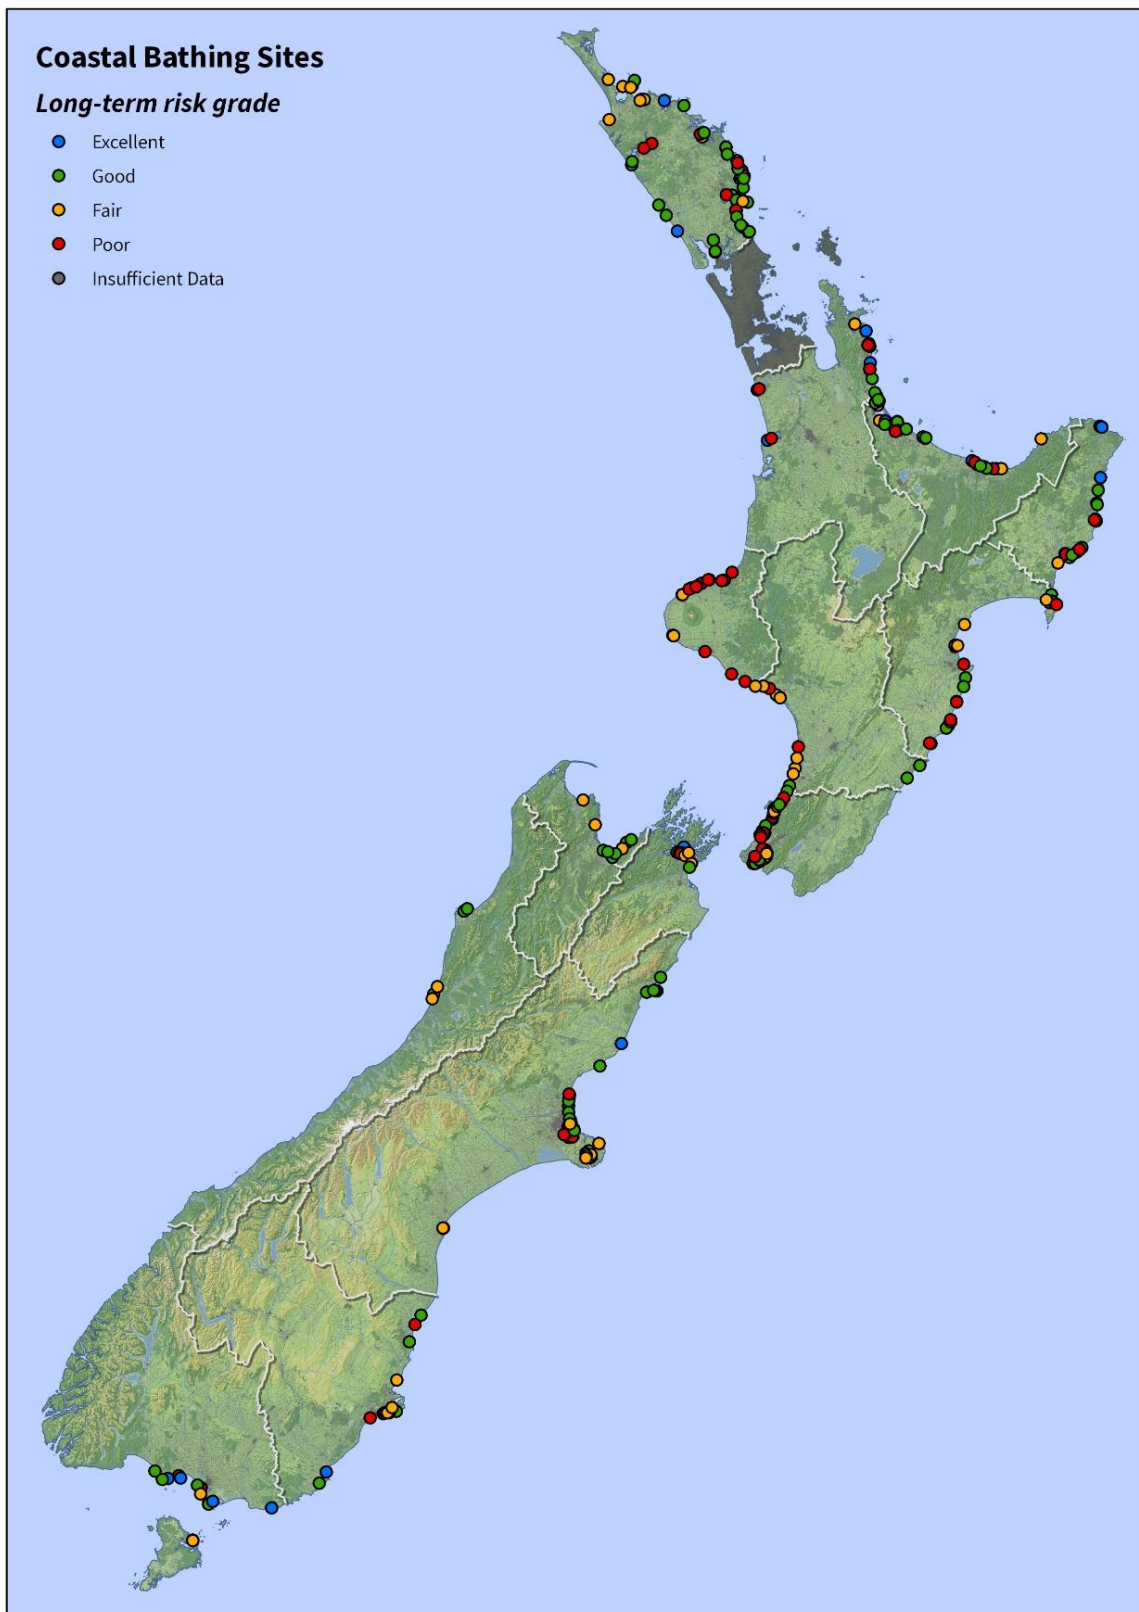 Coastal Bathing Sites
Long-term risk grade
Excellent
Good
Fair
Poor
Insufficient Data